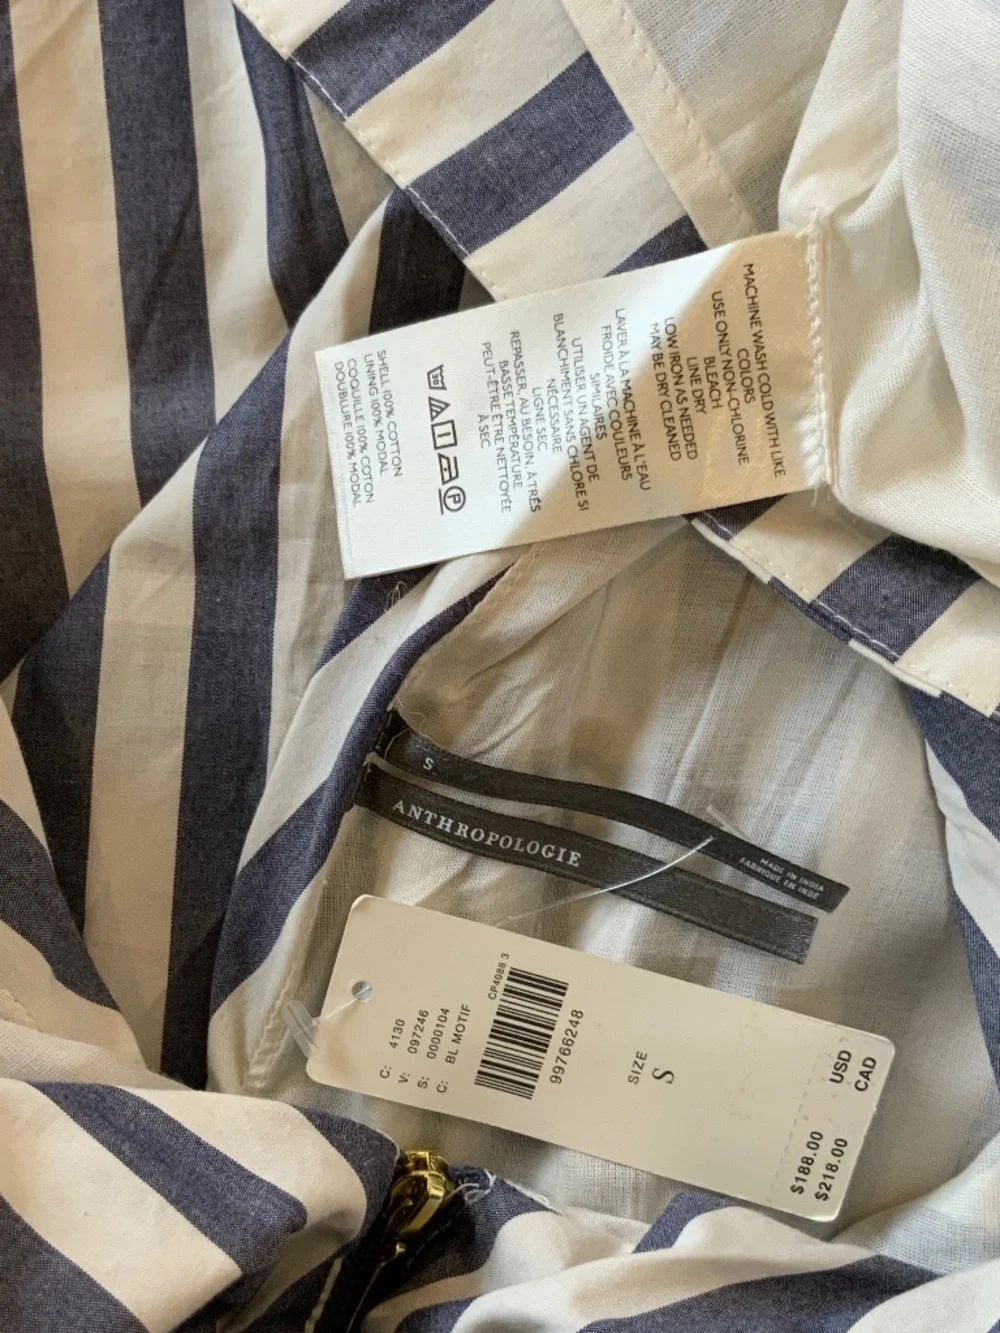 MACHINE WASH COLD WITH LIKE
COLORS
USE ONLY NON-CHLORINE
BLEACH
LINE DRY
LOW IRON AS NEEDED
MAY BE DRY CLEANED
LAVER À LA MACHINE À L'EAU
FROIDE AVEC COULEURS
SIMILAIRES
UTILISER UN AGENT DE
BLANCHIMENT SANS CHLORE SI
NÉCESSAIRE
LIGNE SEC
REPASSER, AU BESOIN, À TRÉS
BASSE TEMPÉRATURE
PEUT-ÊTRE ÊTRE NETTOYÉE
À SEC
30
P
SHELL 100% COTTON
LINING 100% MODAL
COQUILLE 100% COTON
DOUBLURE 100% MODAL
S
MADE IN INDIA
FABRIQUE EN INDE
ANTHROPOLOGIE
C: 4130
V: 097246
S: 0000104
C: BL MOTIF
CP4088 3
99766248
SIZE
S
$188.00 USD
$218.00 CAD